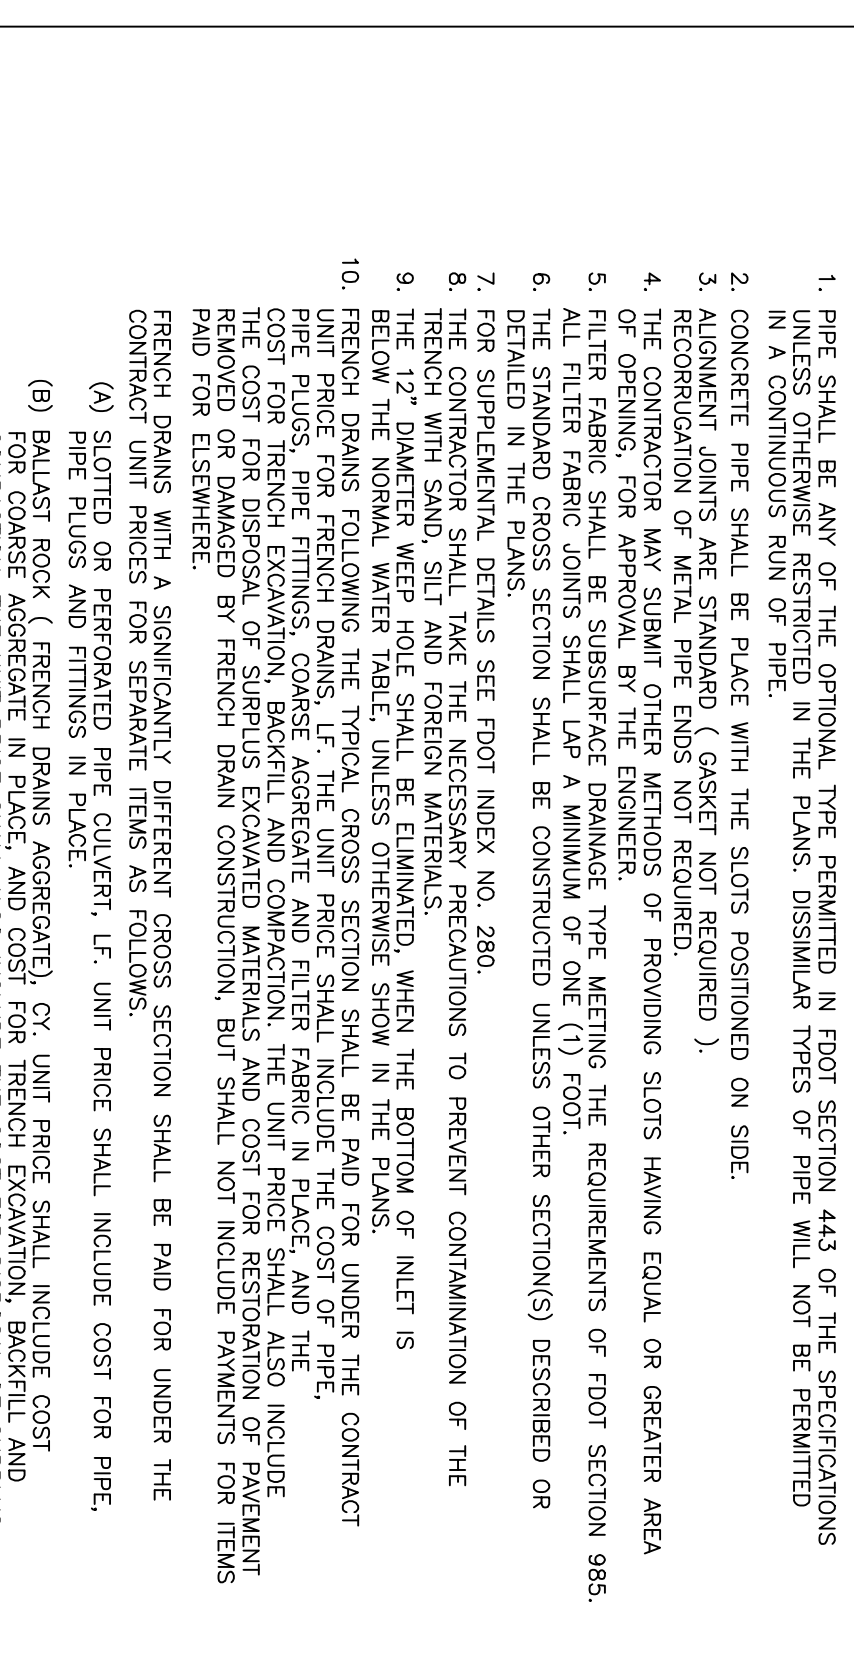 1. PIPE SHALL BE ANY OF THE OPTIONAL TYPE PERMITTED IN FDOT SECTION 443 OF THE SPECIFICATIONS
UNLESS OTHERWISE RESTRICTED IN THE PLANS. DISSIMILAR TYPES OF PIPE WILL NOT BE PERMITTED
IN A CONTINUOUS RUN OF PIPE.
2. CONCRETE PIPE SHALL BE PLACE WITH THE SLOTS POSITIONED ON SIDE.
3. ALIGNMENT JOINTS ARE STANDARD ( GASKET NOT REQUIRED ).
RECORRUGATION OF METAL PIPE ENDS NOT REQUIRED.
4. THE CONTRACTOR MAY SUBMIT OTHER METHODS OF PROVIDING SLOTS HAVING EQUAL OR GREATER AREA
OF OPENING, FOR APPROVAL BY THE ENGINEER.
5. FILTER FABRIC SHALL BE SUBSURFACE DRAINAGE TYPE MEETING THE REQUIREMENTS OF FDOT SECTION 985.
ALL FILTER FABRIC JOINTS SHALL LAP A MINIMUM OF ONE (1) FOOT.
6. THE STANDARD CROSS SECTION SHALL BE CONSTRUCTED UNLESS OTHER SECTION(S) DESCRIBED OR
DETAILED IN THE PLANS.
7. FOR SUPPLEMENTAL DETAILS SEE FDOT INDEX NO. 280.
8. THE CONTRACTOR SHALL TAKE THE NECESSARY PRECAUTIONS TO PREVENT CONTAMINATION OF THE
TRENCH WITH SAND, SILT AND FOREIGN MATERIALS.
9. THE 12" DIAMETER WEEP HOLE SHALL BE ELIMINATED, WHEN THE BOTTOM OF INLET IS
BELOW THE NORMAL WATER TABLE, UNLESS OTHERWISE SHOW IN THE PLANS.
10. FRENCH DRAINS FOLLOWING THE TYPICAL CROSS SECTION SHALL BE PAID FOR UNDER THE CONTRACT
UNIT PRICE FOR FRENCH DRAINS, LF. THE UNIT PRICE SHALL INCLUDE THE COST OF PIPE,
PIPE PLUGS, PIPE FITTINGS, COARSE AGGREGATE AND FILTER FABRIC IN PLACE, AND THE
COST FOR TRENCH EXCAVATION, BACKFILL AND COMPACTION. THE UNIT PRICE SHALL ALSO INCLUDE
THE COST FOR DISPOSAL OF SURPLUS EXCAVATED MATERIALS AND COST FOR RESTORATION OF PAVEMENT
REMOVED OR DAMAGED BY FRENCH DRAIN CONSTRUCTION, BUT SHALL NOT INCLUDE PAYMENTS FOR ITEMS
PAID FOR ELSEWHERE.
FRENCH DRAINS WITH A SIGNIFICANTLY DIFFERENT CROSS SECTION SHALL BE PAID FOR UNDER THE
CONTRACT UNIT PRICES FOR SEPARATE ITEMS AS FOLLOWS.
(A) SLOTTED OR PERFORATED PIPE CULVERT, LF. UNIT PRICE SHALL INCLUDE COST FOR PIPE,
PIPE PLUGS AND FITTINGS IN PLACE.
(B) BALLAST ROCK ( FRENCH DRAINS AGGREGATE), CY. UNIT PRICE SHALL INCLUDE COST
FOR COARSE AGGREGATE IN PLACE, AND COST FOR TRENCH EXCAVATION, BACKFILL AND